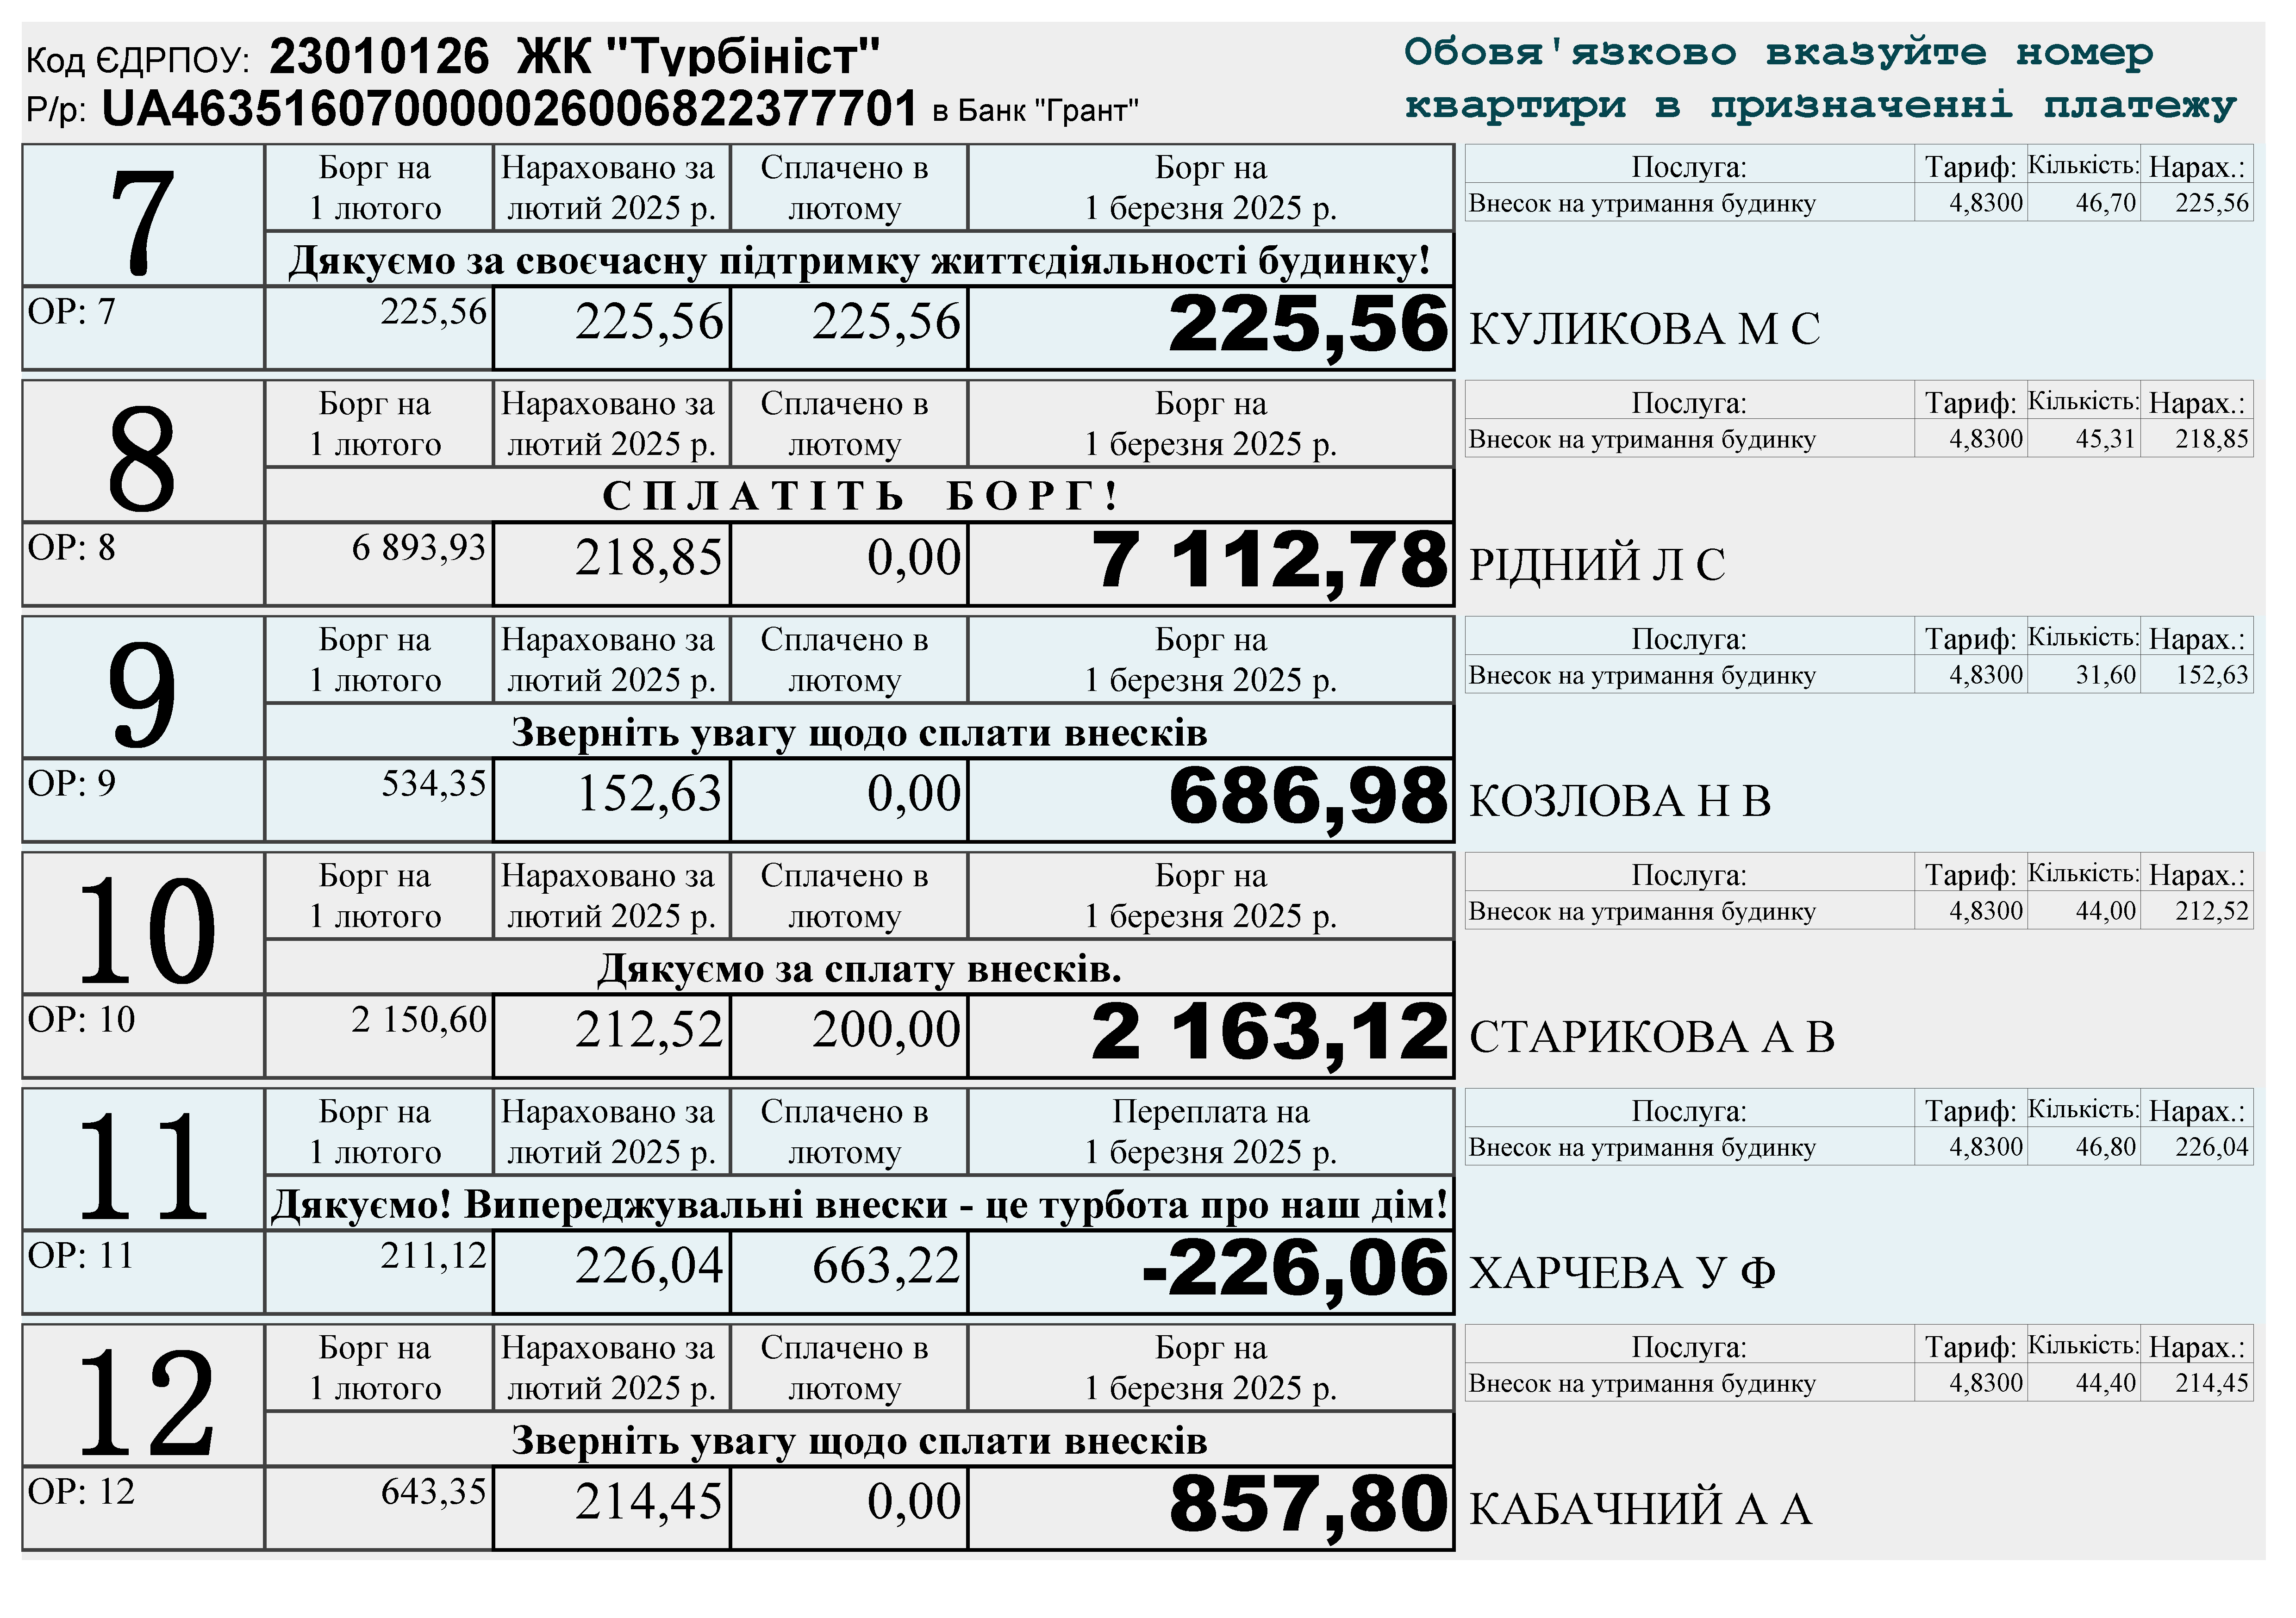 Код ЄДРПОУ: 23010126 ЖК "Турбініст"
Р/р: UA463516070000026006822377701 в Банк "Грант"
Обовя'язково вказуйте номер
квартири в призначенні платежу
7
Борг на 1 лютого Нараховано за лютий 2025 р. Сплачено в лютому Борг на 1 березня 2025 р.
Послуга: Тариф: Кількість: Нарах.:
Внесок на утримання будинку 4,8300 46,70 225,56
Дякуємо за своєчасну підтримку життєдіяльності будинку!
ОР: 7 225,56 225,56 225,56 225,56 КУЛИКОВА М С
8
Борг на 1 лютого Нараховано за лютий 2025 р. Сплачено в лютому Борг на 1 березня 2025 р.
Послуга: Тариф: Кількість: Нарах.:
Внесок на утримання будинку 4,8300 45,31 218,85
С П Л А Т І Т Ь Б О Р Г !
ОР: 8 6 893,93 218,85 0,00 7 112,78 РІДНИЙ Л С
9
Борг на 1 лютого Нараховано за лютий 2025 р. Сплачено в лютому Борг на 1 березня 2025 р.
Послуга: Тариф: Кількість: Нарах.:
Внесок на утримання будинку 4,8300 31,60 152,63
Зверніть увагу щодо сплати внесків
ОР: 9 534,35 152,63 0,00 686,98 КОЗЛОВА Н В
10
Борг на 1 лютого Нараховано за лютий 2025 р. Сплачено в лютому Борг на 1 березня 2025 р.
Послуга: Тариф: Кількість: Нарах.:
Внесок на утримання будинку 4,8300 44,00 212,52
Дякуємо за сплату внесків.
ОР: 10 2 150,60 212,52 200,00 2 163,12 СТАРИКОВА А В
11
Борг на 1 лютого Нараховано за лютий 2025 р. Сплачено в лютому Переплата на 1 березня 2025 р.
Послуга: Тариф: Кількість: Нарах.:
Внесок на утримання будинку 4,8300 46,80 226,04
Дякуємо! Випереджувальні внески - це турбота про наш дім!
ОР: 11 211,12 226,04 663,22 -226,06 ХАРЧЕВА У Ф
12
Борг на 1 лютого Нараховано за лютий 2025 р. Сплачено в лютому Борг на 1 березня 2025 р.
Послуга: Тариф: Кількість: Нарах.:
Внесок на утримання будинку 4,8300 44,40 214,45
Зверніть увагу щодо сплати внесків
ОР: 12 643,35 214,45 0,00 857,80 КАБАЧНИЙ А А